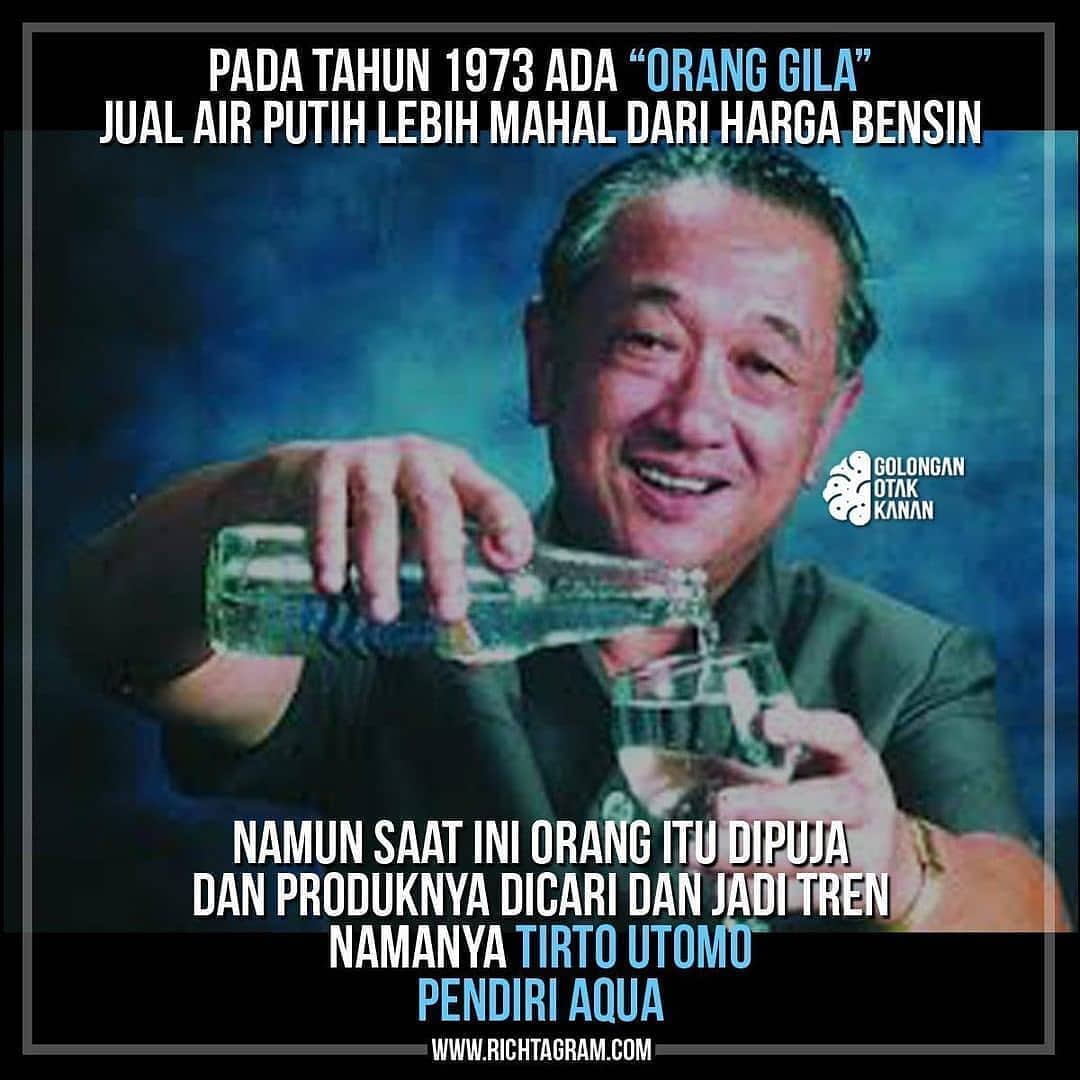 PADA TAHUN 1973 ADA “ORANG GILA”
JUAL AIR PUTIH LEBIH MAHAL DARI HARGA BENSIN
GOLONGAN
OTAK
KANAN
NAMUN SAAT INI ORANG ITU DIPUJA
DAN PRODUKNYA DICARI DAN JADI TREN
NAMANYA TIRTO UTOMO
PENDIRI AQUA
WWW.RICHTAGRAM.COM